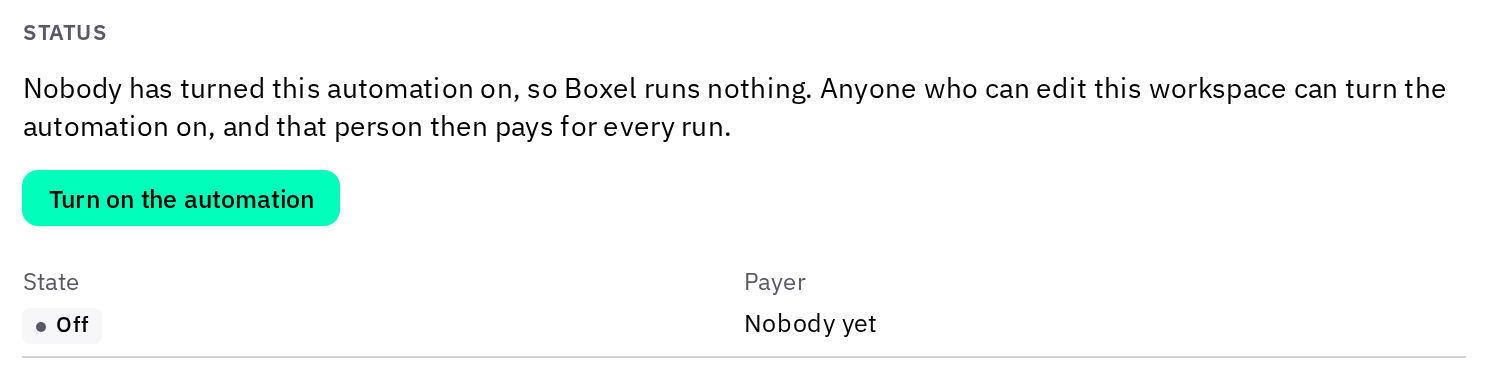 STATUS
Nobody has turned this automation on, so Boxel runs nothing. Anyone who can edit this workspace can turn the
automation on, and that person then pays for every run.
Turn on the automation
State
Payer
Off
Nobody yet